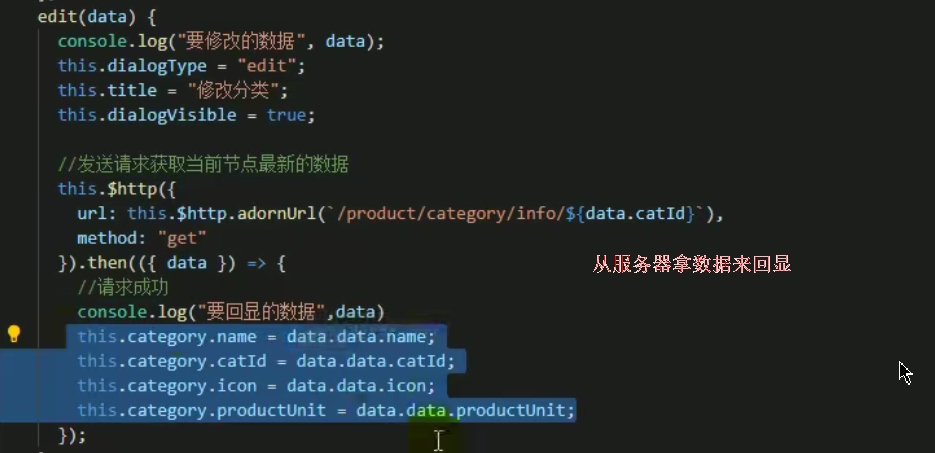 edit(data) {
console.log("要修改的数据", data);
this.dialogType = "edit";
this.title = "修改分类";
this.dialogVisible = true;
//发送请求获取当前节点最新的数据
this.$http({
url: this.$http.adornUrl(`/product/category/info/${data.catId}`),
method: "get"
}).then(({ data }) => {
从服务器拿数据来回显
//请求成功
console.log("要回显的数据",data)
this.category.name = data.data.name;
this.category.catId = data.data.catId;
this.category.icon = data.data.icon;
this.category.productUnit = data.data.productUnit;
});